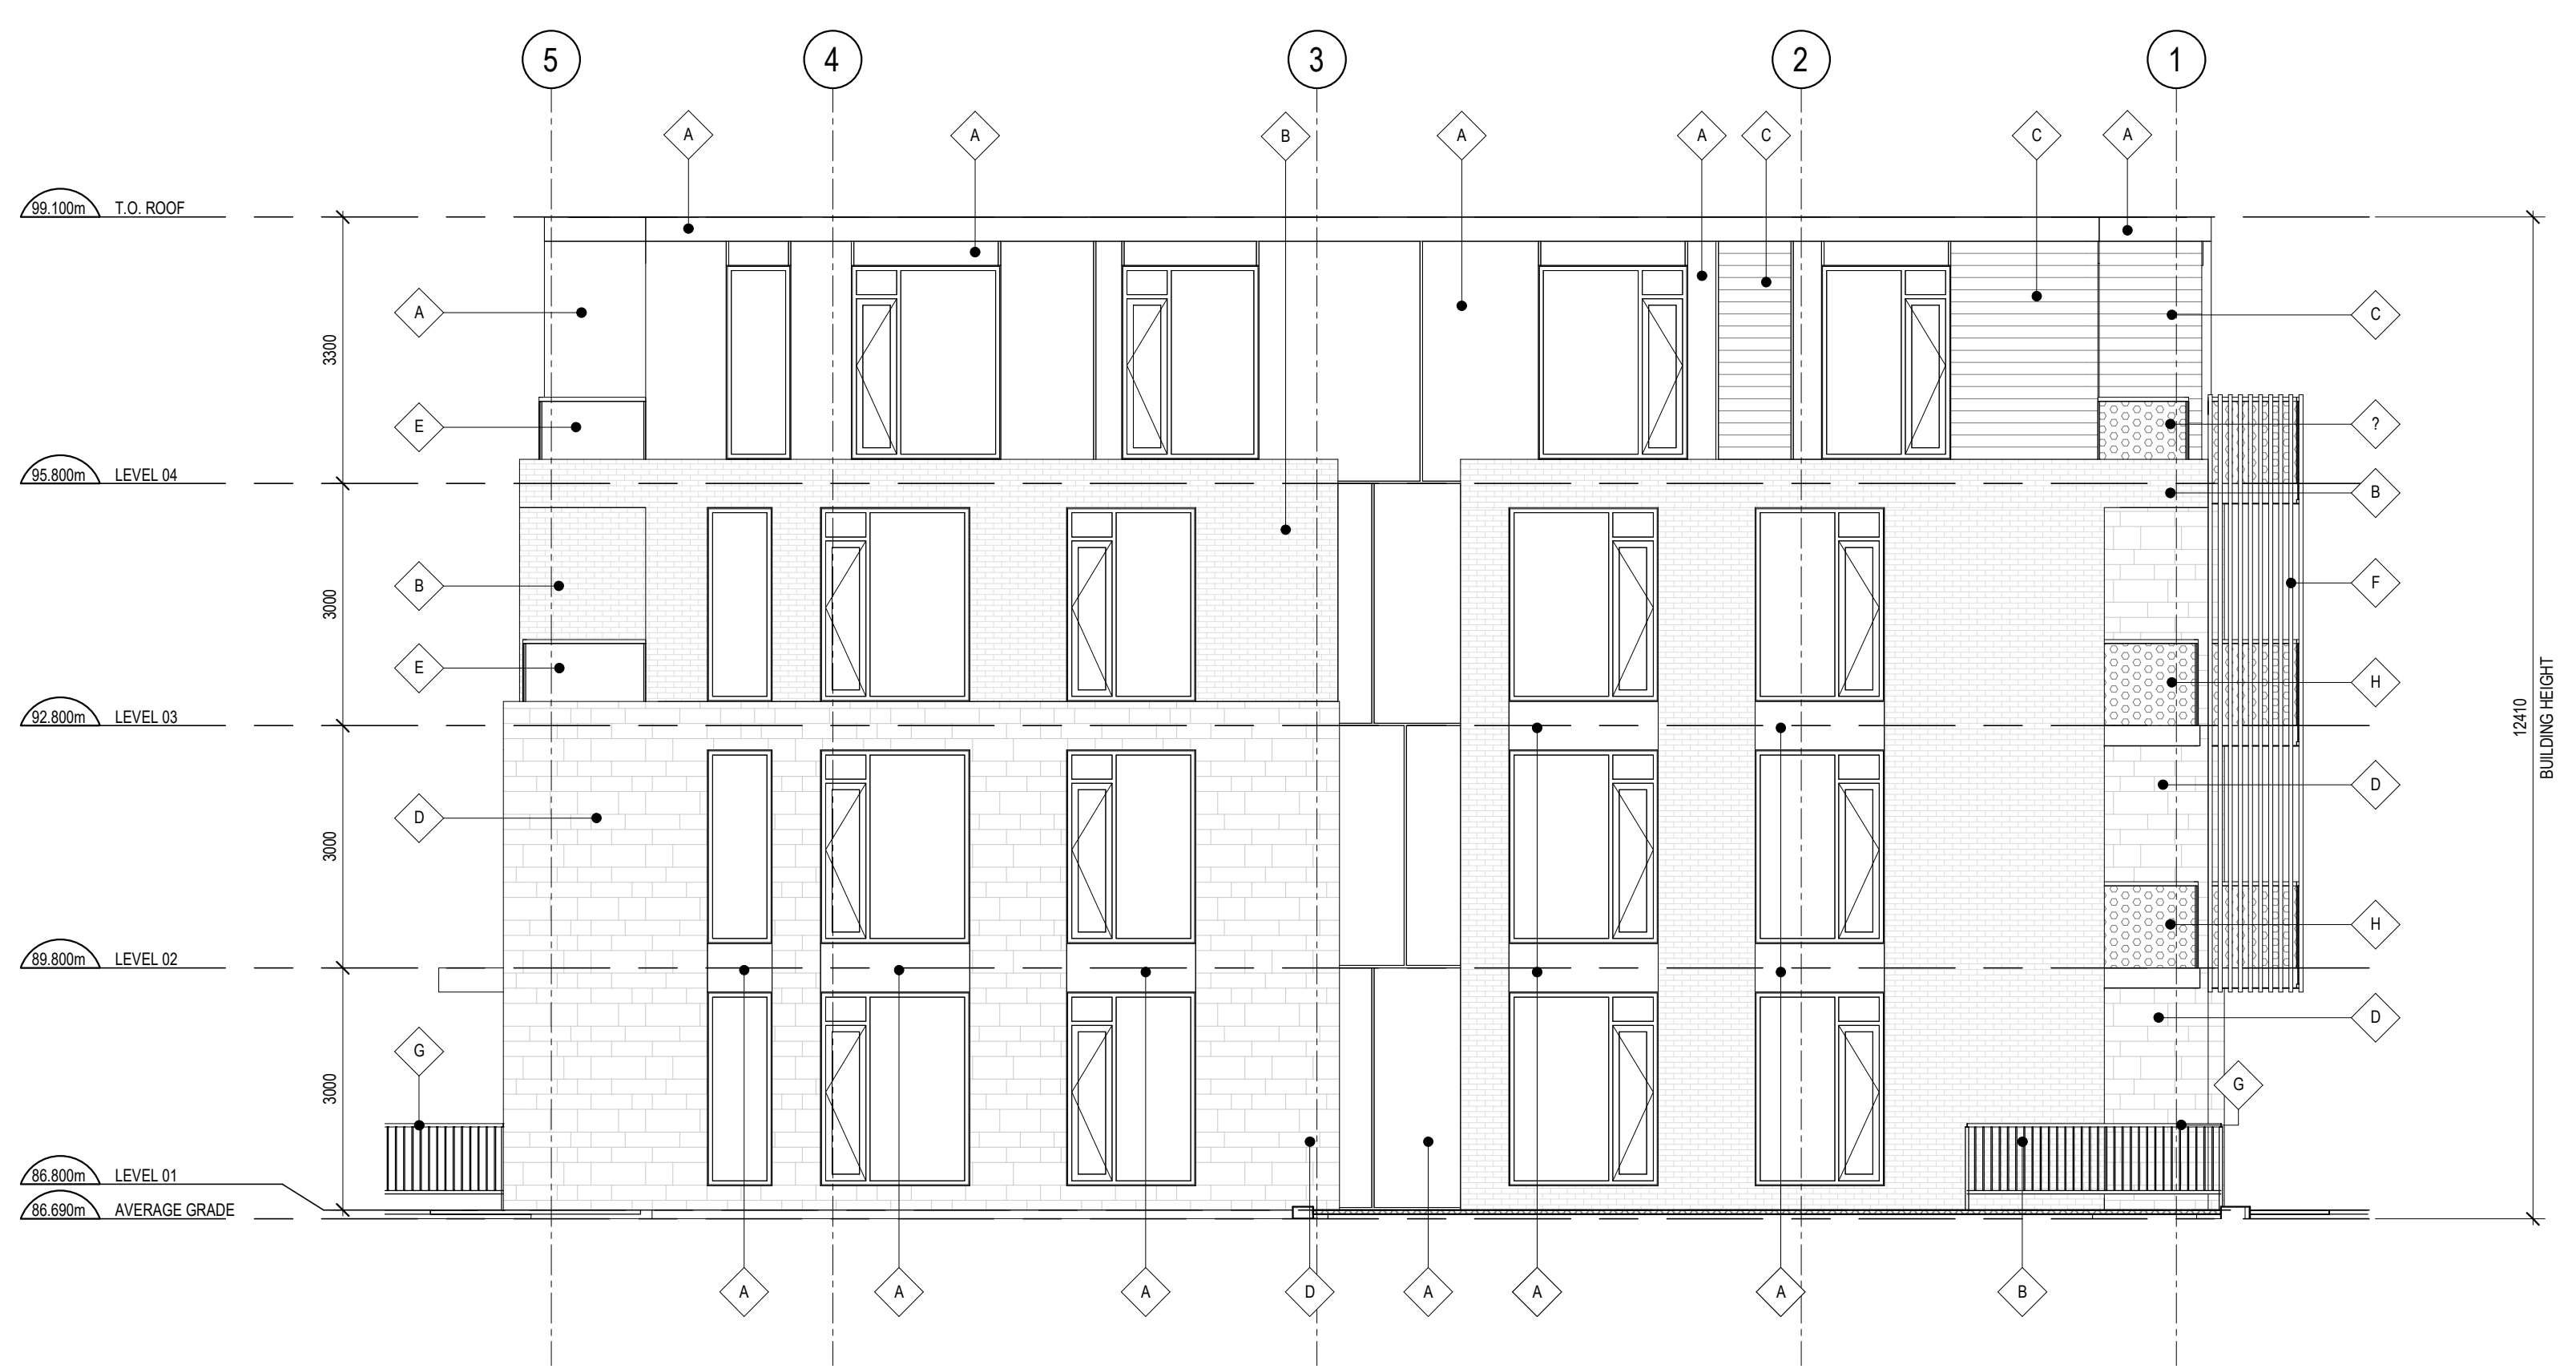 5 4 3 2 1
A A B A A C C A
99.100m T.O. ROOF
A C
3300
E ?
95.800m LEVEL 04
B
B F
3000
E H
92.800m LEVEL 03
12410
BUILDING HEIGHT
D
D
3000
H
89.800m LEVEL 02
D
G G
3000
86.800m LEVEL 01
86.690m AVERAGE GRADE
A A A D A A A B